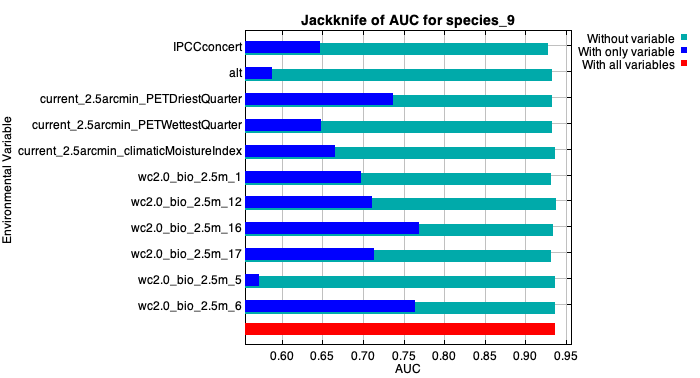 Jackknife of AUC for species_9
Without variable
With only variable
With all variables
Environmental Variable
IPCCconcert
alt
current_2.5arcmin_PETDriestQuarter
current_2.5arcmin_PETWettestQuarter
current_2.5arcmin_climaticMoistureIndex
wc2.0_bio_2.5m_1
wc2.0_bio_2.5m_12
wc2.0_bio_2.5m_16
wc2.0_bio_2.5m_17
wc2.0_bio_2.5m_5
wc2.0_bio_2.5m_6
0.60 0.65 0.70 0.75 0.80 0.85 0.90 0.95
AUC